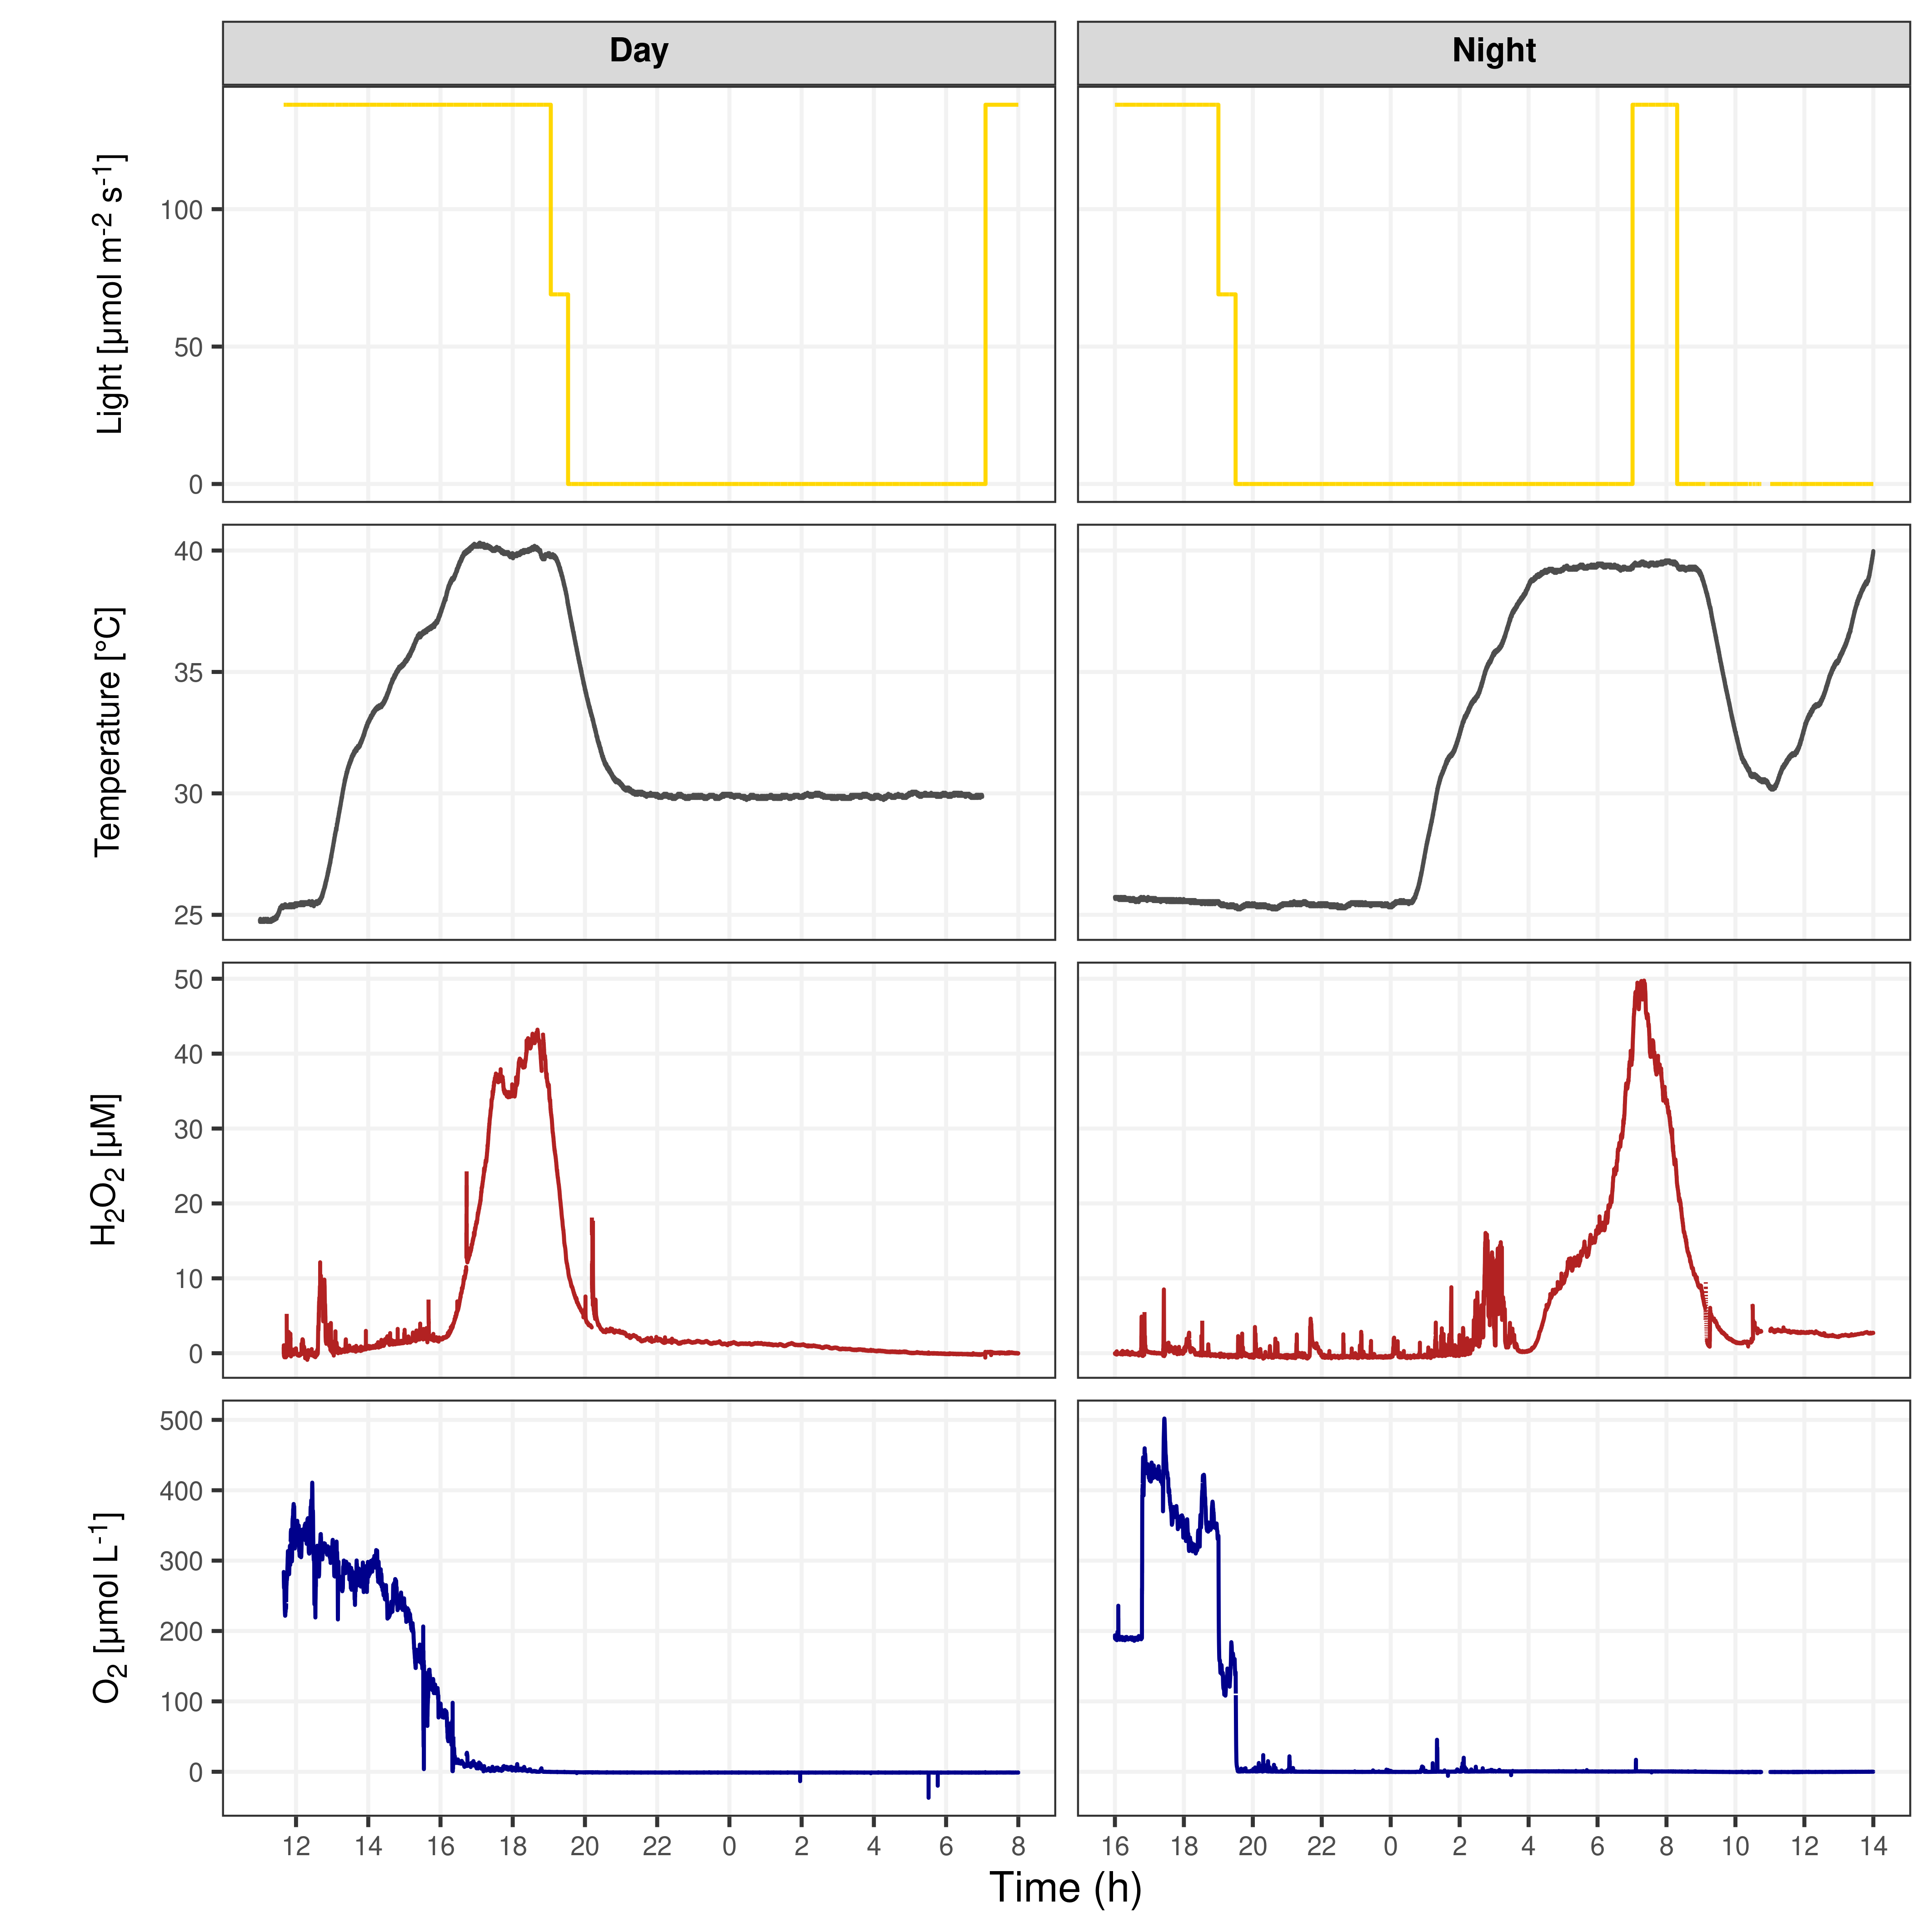 Day
Night
Light [µmol m-2 s-1]
100
50
0
Temperature [°C]
40
35
30
25
H2O2 [µM]
50
40
30
20
10
0
O2 [µmol L-1]
500
400
300
200
100
0
12 14 16 18 20 22 0 2 4 6 8
16 18 20 22 0 2 4 6 8 10 12 14
Time (h)